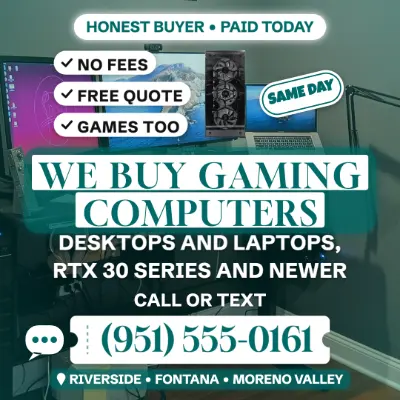 HONEST BUYER • PAID TODAY
NO FEES
FREE QUOTE
GAMES TOO
SAME DAY
WE BUY GAMING
COMPUTERS
DESKTOPS AND LAPTOPS,
RTX 30 SERIES AND NEWER
CALL OR TEXT
(951) 555-0161
RIVERSIDE • FONTANA • MORENO VALLEY